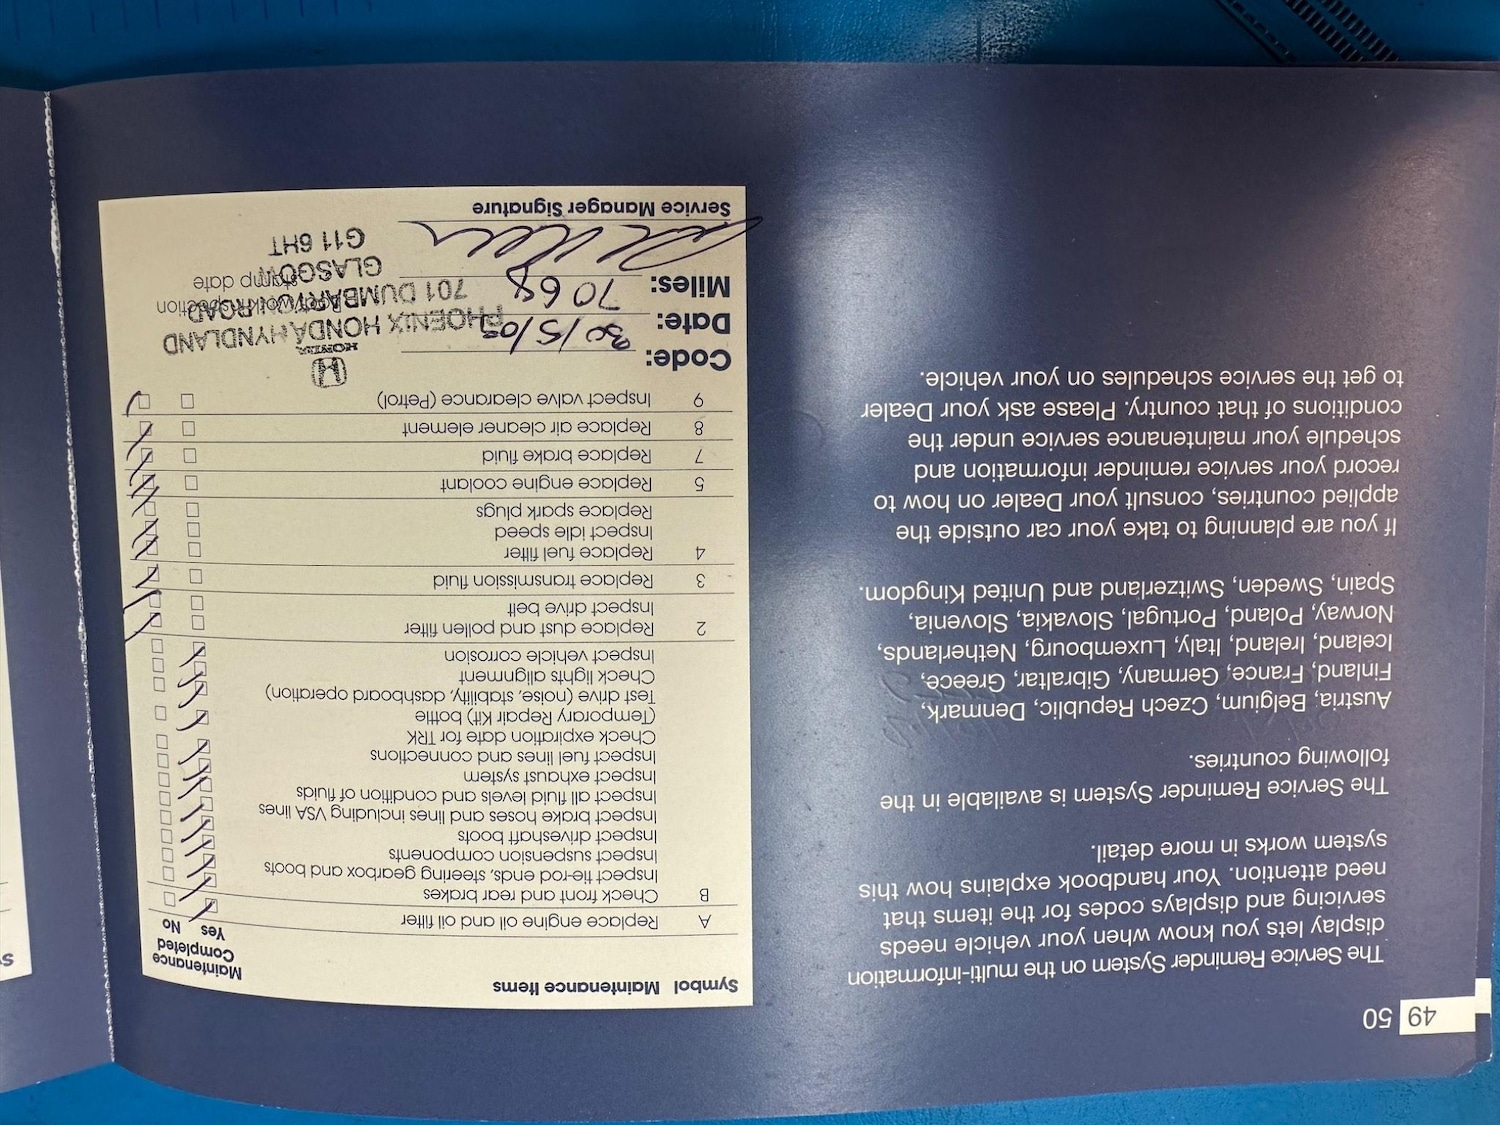 49 50
The Service Reminder System on the multi-information
display lets you know when your vehicle needs
servicing and displays codes for the items that
need attention. Your handbook explains how this
system works in more detail.
The Service Reminder System is available in the
following countries.
Austria, Belgium, Czech Republic, Denmark,
Finland, France, Germany, Gibraltar, Greece,
Iceland, Ireland, Italy, Luxembourg, Netherlands,
Norway, Poland, Portugal, Slovakia, Slovenia,
Spain, Sweden, Switzerland and United Kingdom.
If you are planning to take your car outside the
applied countries, consult your Dealer on how to
record your service reminder information and
schedule your maintenance service under the
conditions of that country. Please ask your Dealer
to get the service schedules on your vehicle.
Symbol Maintenance Items
Maintenance
Completed
Yes No
A Replace engine oil and oil filter
B Check front and rear brakes
Inspect tie-rod ends, steering gearbox and boots
Inspect suspension components
Inspect driveshaft boots
Inspect brake hoses and lines including VSA lines
Inspect all fluid levels and condition of fluids
Inspect exhaust system
Inspect fuel lines and connections
Check expiration date for TRK
(Temporary Repair Kit) bottle
Test drive (noise, stability, dashboard operation)
Check lights alignment
Inspect vehicle corrosion
2 Replace dust and pollen filter
Inspect drive belt
3 Replace transmission fluid
4 Replace fuel filter
Inspect idle speed
Replace spark plugs
5 Replace engine coolant
7 Replace brake fluid
8 Replace air cleaner element
9 Inspect valve clearance (Petrol)
Code:
Date: 30/5/09
Miles: 7068
Service Manager Signature
HONDA
PHOENIX HONDA HYNDLAND
701 DUMBARTON ROAD
GLASGOW
G11 6HT
stamp date